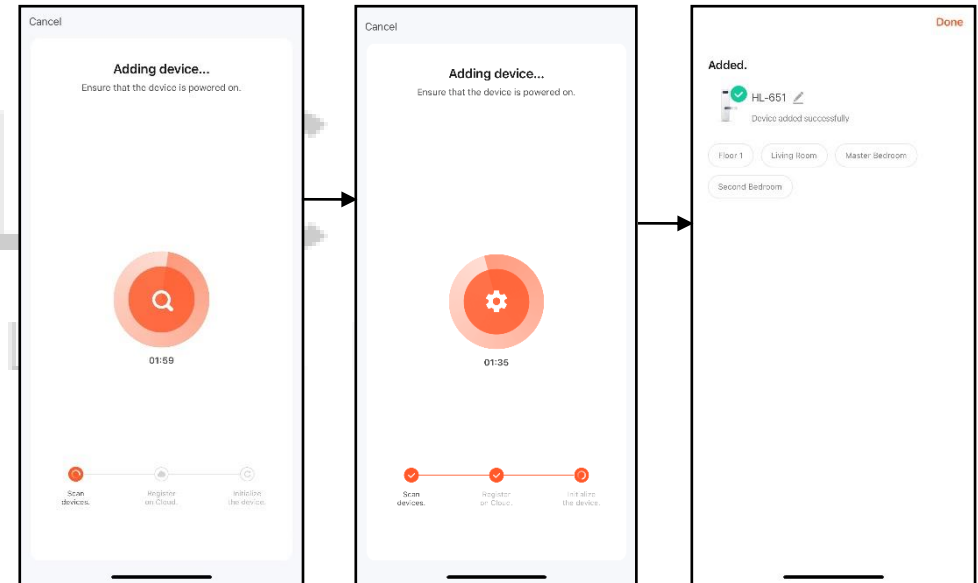 Cancel
Adding device...
Ensure that the device is powered on.
01:59
Scan
devices.
Register
on Cloud.
Initialize
the device.
Cancel
Adding device...
Ensure that the device is powered on.
01:35
Scan
devices.
Register
on Cloud.
Initialize
the device.
Done
Added.
HL-651
Device added successfully
Floor 1
Living Room
Master Bedroom
Second Bedroom